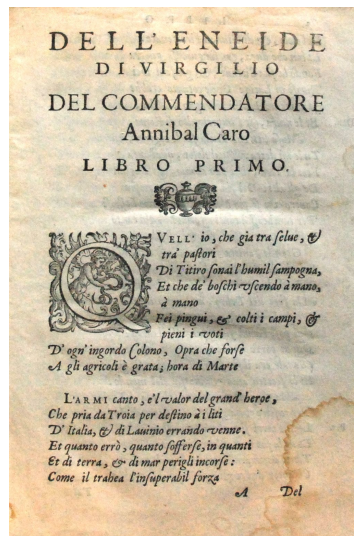 DELL'ENEIDE
DI VIRGILIO
DEL COMMENDATORE
Annibal Caro
LIBRO PRIMO.
QVELL' io, che gia tra ſelue, &
tra' paſtori
Di Titiro ſonai l'humil ſampogna,
Et che de' boſchi vſcendo à mano,
à mano
Fei pingui, & colti i campi, &
pieni i voti
D' ogn' ingordo Colono, Opra che forſe
A gli agricoli è grata; hora di Marte
L'ARMI canto, e'l valor del grand' heroe,
Che pria da Troia per deſtino à i liti
D' Italia, & di Lauinio errando venne.
Et quanto errò, quanto ſofferſe, in quanti
Et di terra, & di mar perigli incorſe:
Come il trahea l'inſuperabil forza
A Del